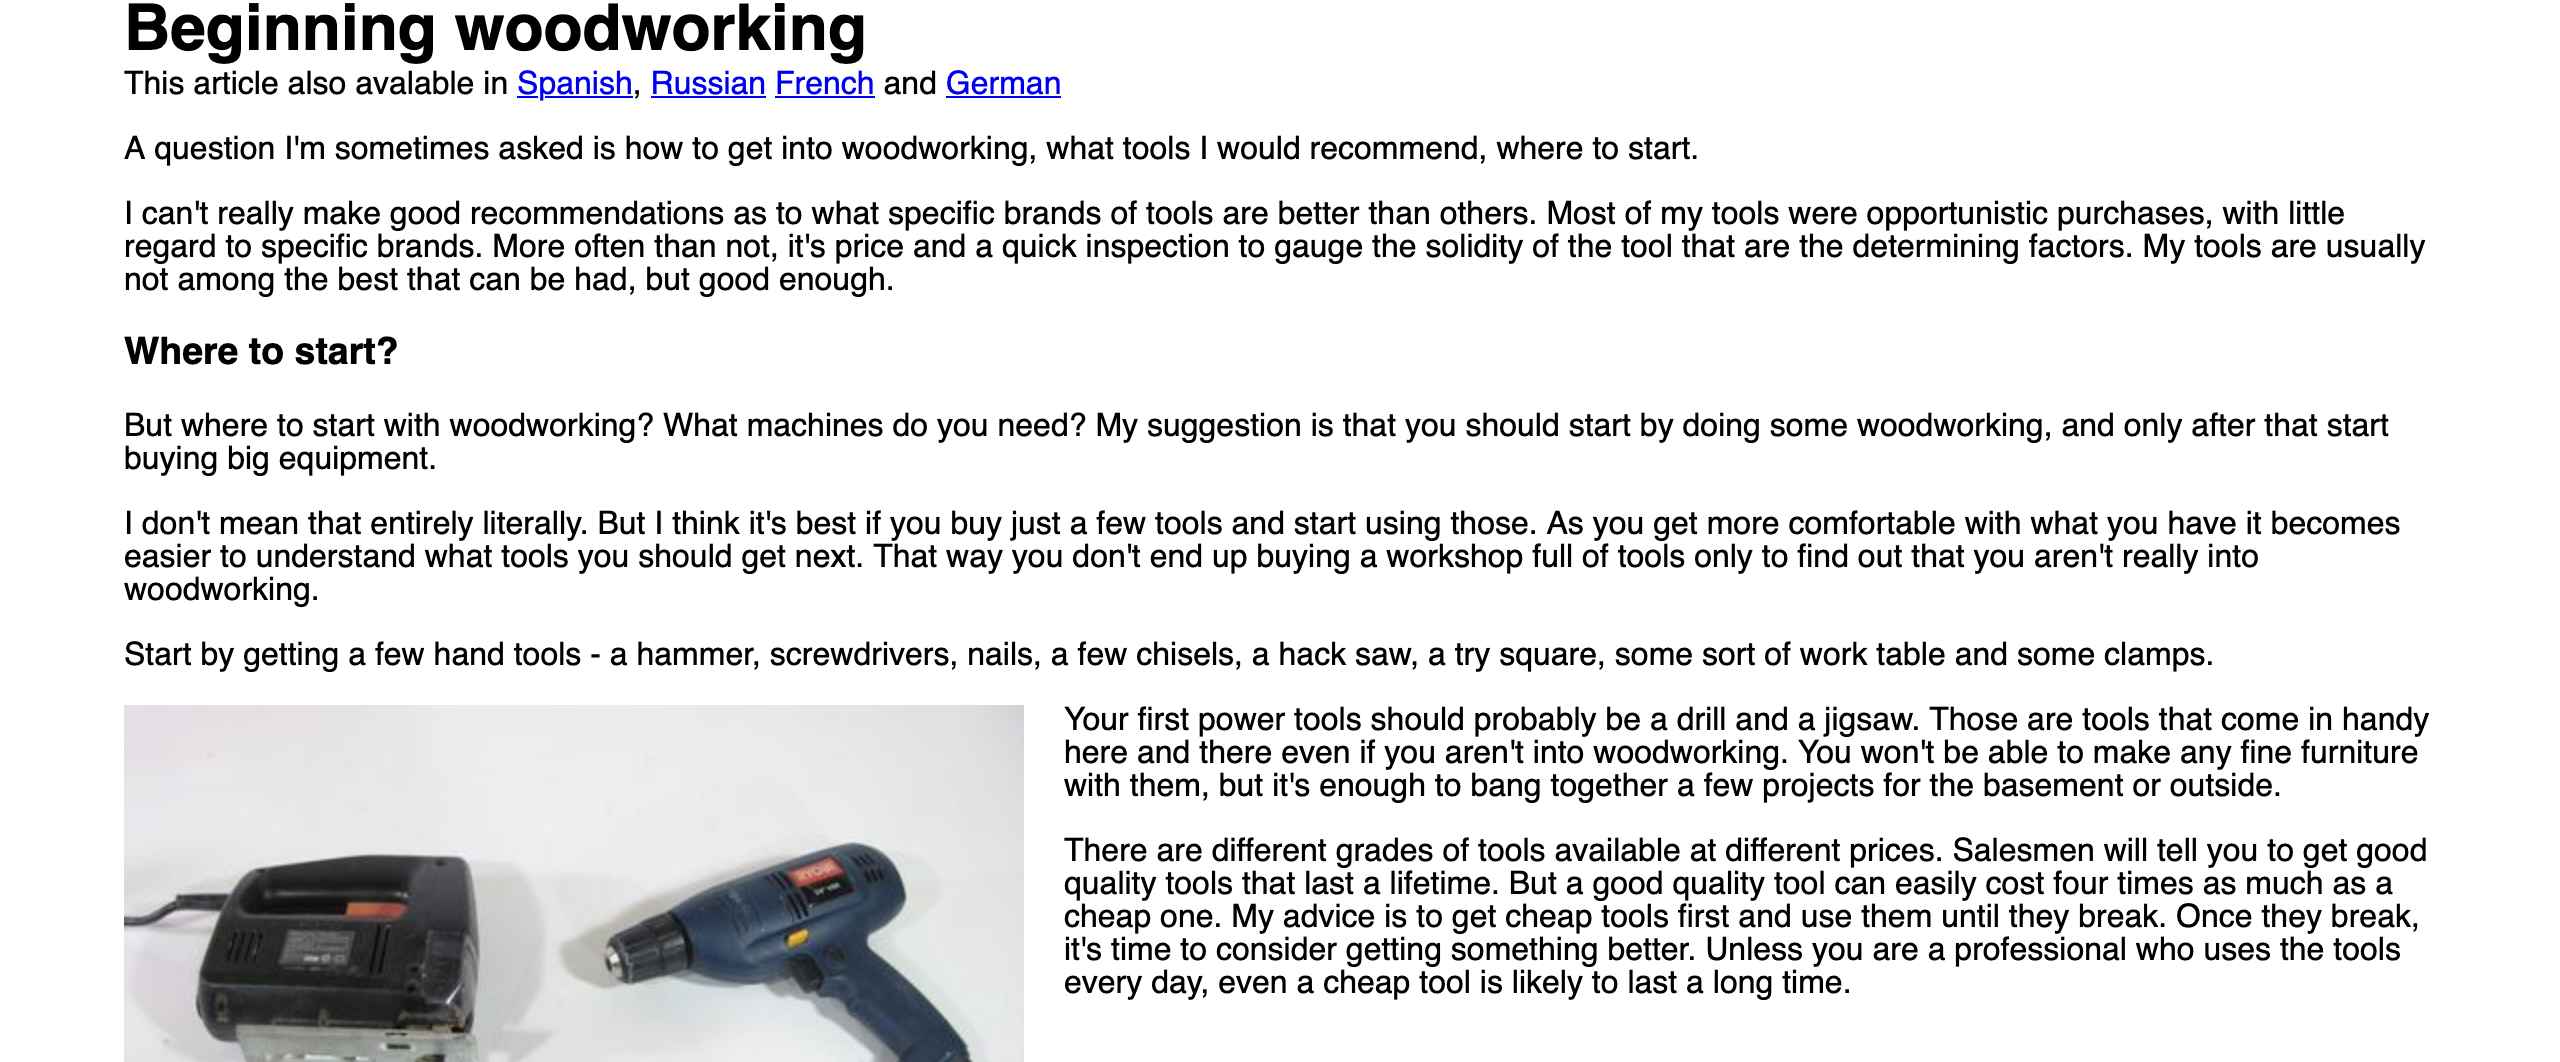 Beginning woodworking
This article also avalable in Spanish, Russian French and German
A question I'm sometimes asked is how to get into woodworking, what tools I would recommend, where to start.
I can't really make good recommendations as to what specific brands of tools are better than others. Most of my tools were opportunistic purchases, with little
regard to specific brands. More often than not, it's price and a quick inspection to gauge the solidity of the tool that are the determining factors. My tools are usually
not among the best that can be had, but good enough.
Where to start?
But where to start with woodworking? What machines do you need? My suggestion is that you should start by doing some woodworking, and only after that start
buying big equipment.
I don't mean that entirely literally. But I think it's best if you buy just a few tools and start using those. As you get more comfortable with what you have it becomes
easier to understand what tools you should get next. That way you don't end up buying a workshop full of tools only to find out that you aren't really into
woodworking.
Start by getting a few hand tools - a hammer, screwdrivers, nails, a few chisels, a hack saw, a try square, some sort of work table and some clamps.
Your first power tools should probably be a drill and a jigsaw. Those are tools that come in handy
here and there even if you aren't into woodworking. You won't be able to make any fine furniture
with them, but it's enough to bang together a few projects for the basement or outside.
There are different grades of tools available at different prices. Salesmen will tell you to get good
quality tools that last a lifetime. But a good quality tool can easily cost four times as much as a
cheap one. My advice is to get cheap tools first and use them until they break. Once they break,
it's time to consider getting something better. Unless you are a professional who uses the tools
every day, even a cheap tool is likely to last a long time.
RYOBI